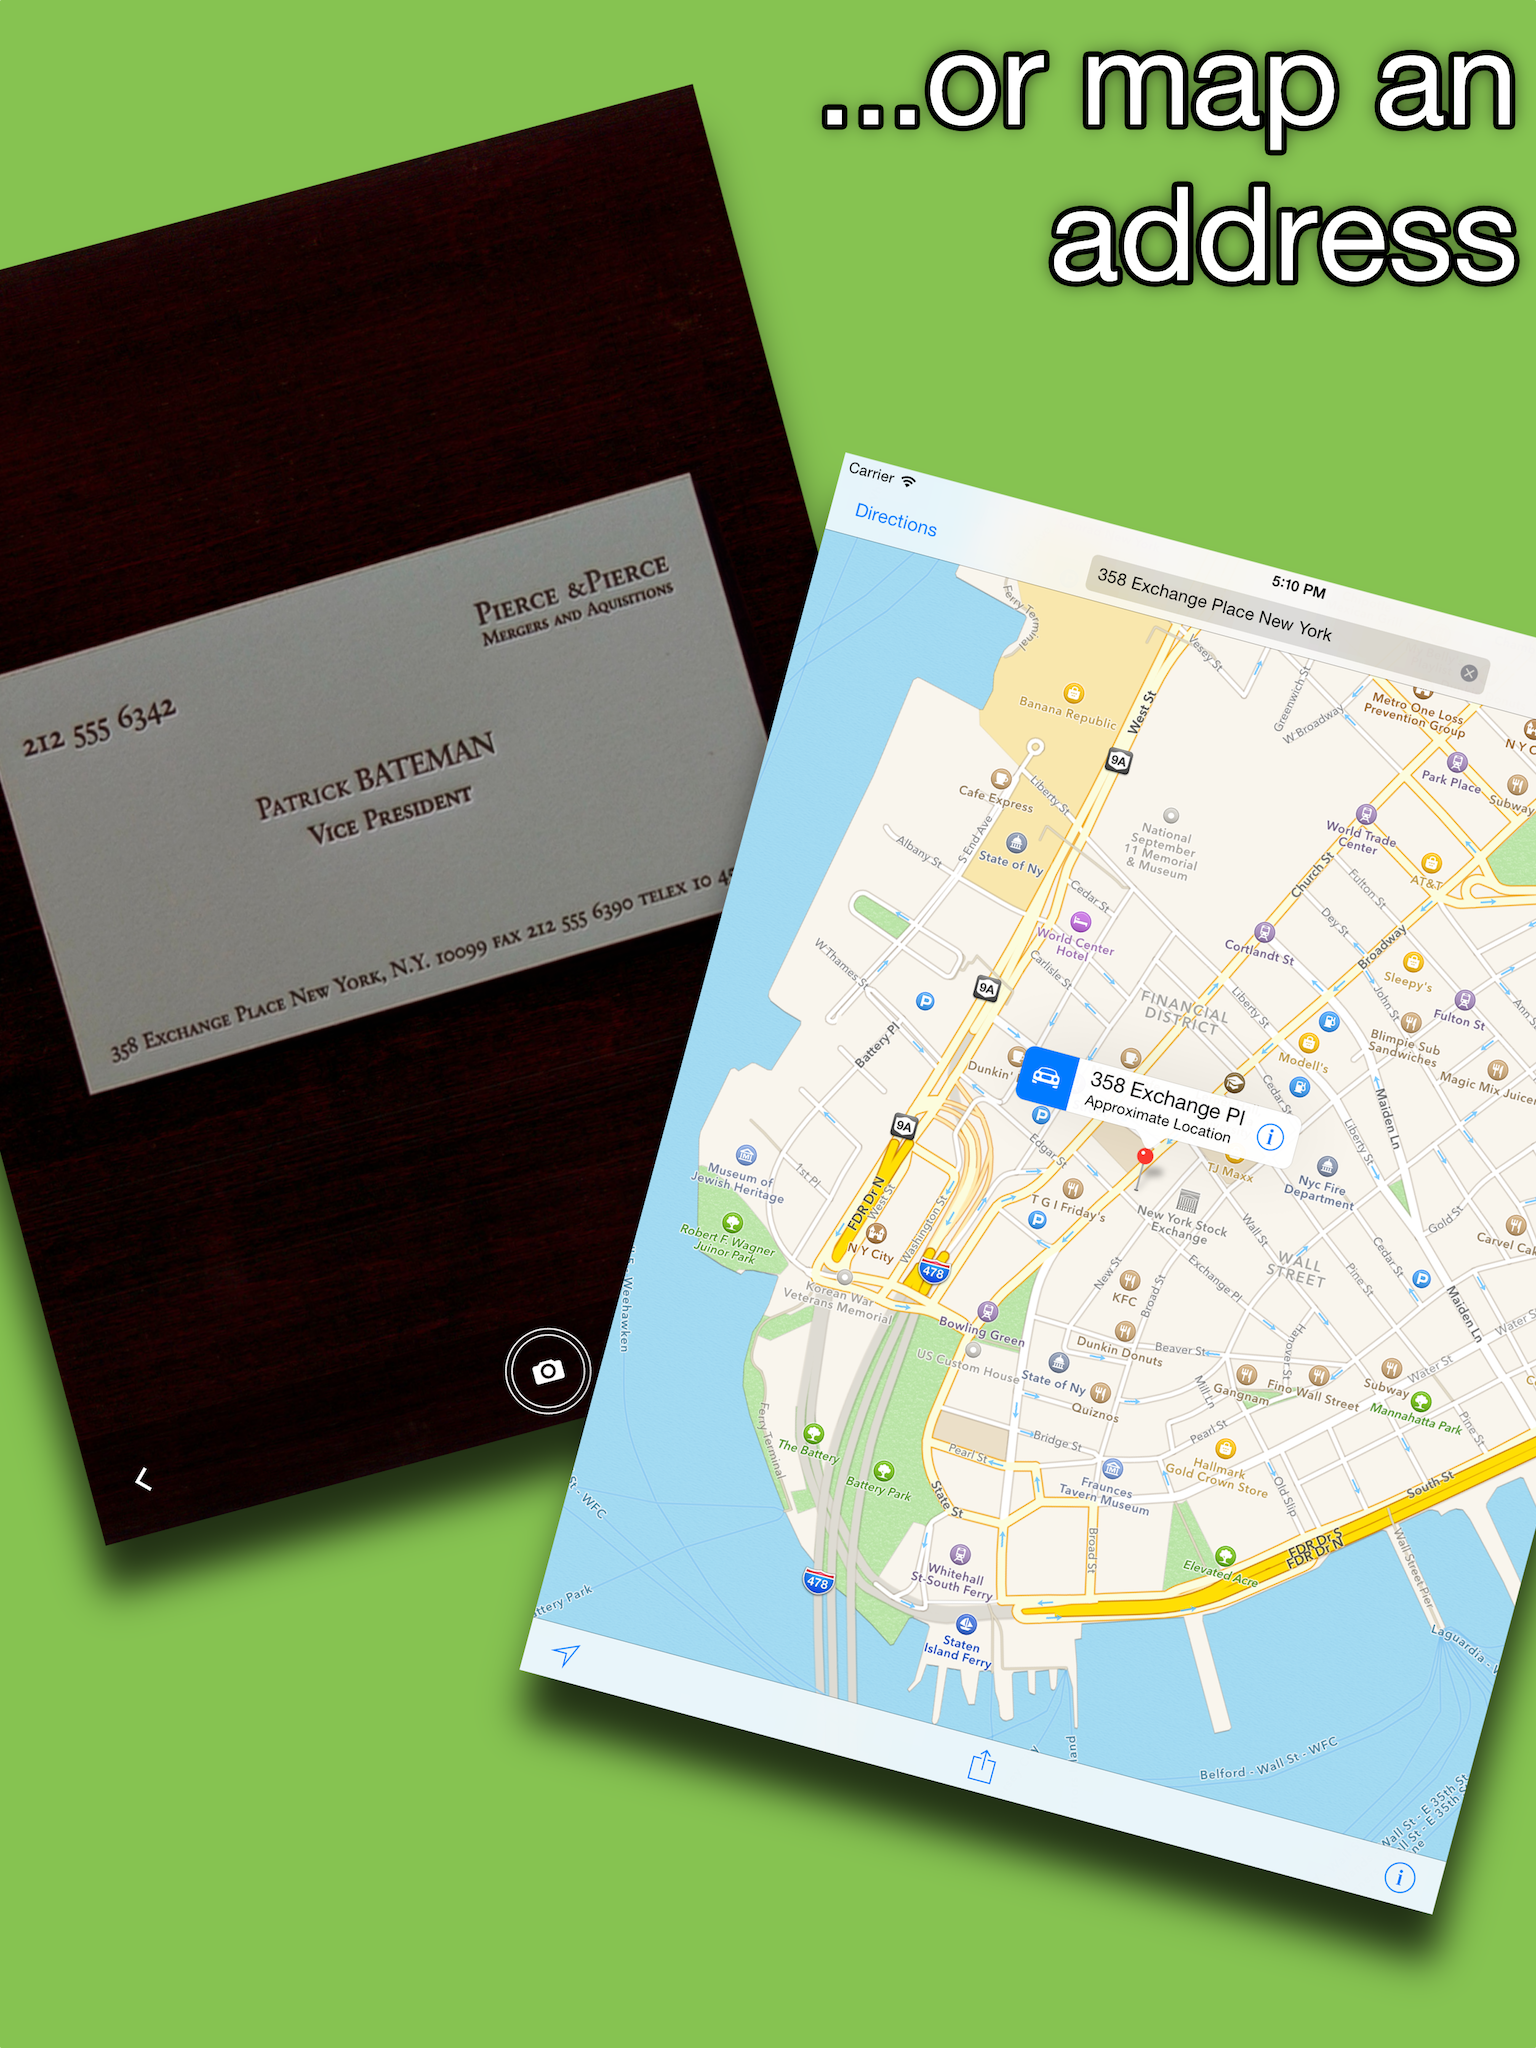 ...or map an
address
PIERCE & PIERCE
MERGERS AND AQUISITIONS
212 555 6342
PATRICK BATEMAN
VICE PRESIDENT
358 EXCHANGE PLACE NEW YORK, N.Y. 10099 FAX 212 555 6390 TELEX 10 4
Carrier
5:10 PM
Directions
358 Exchange Place New York
Ferry Terminal
Vesey St
Greenwich St
W Broadway
Metro One Loss
Prevention Group
Banana Republic
West St
9A
Park Place
Subway
Cafe Express
Liberty St
National
September
11 Memorial
& Museum
World Trade
Center
Church St
AT&T
Albany St
S End Ave
State of Ny
Cedar St
Fulton St
Dey St
World Center
Hotel
Cortlandt St
Broadway
W Thames St
9A
Carlisle St
Sleepy's
John St
Fulton St
Ann S
FINANCIAL
DISTRICT
Liberty St
Blimpie Sub
Sandwiches
Modell's
Magic Mix Juicer
Battery Pl
Dunkin'
358 Exchange Pl
Approximate Location
Cedar St
Maiden Ln
9A
Edgar St
Liberty St
TJ Maxx
Nyc Fire
Department
Museum of
Jewish Heritage
1st Pl
FDR Dr N
West St
T G I Friday's
New York Stock
Exchange
Wall St
Gold St
Robert F. Wagner
Juinor Park
N Y City
Washington St
WALL
STREET
Cedar St
Carvel Cak
478
New St
Broad St
Exchange Pl
Pine St
Maiden Ln
Weehawken
Korean War
Veterans Memorial
KFC
Bowling Green
Dunkin Donuts
Beaver St
Hanover St
Water St
US Custom House
State of Ny
Quiznos
Mill Ln
Gangnam
Fino Wall Street
Subway
Water St
Mannahatta Park
Pine St
Ferry Terminal
The Battery
Battery Park
Pearl St
Bridge St
Pearl St
Hallmark
Gold Crown Store
Fraunces
Tavern Museum
Old Slip
South St
St - WFC
State St
Broad St
FDR Dr S
FDR Dr N
Elevated Acre
Wall Street Pier
478
Whitehall
St-South Ferry
attery Park
Staten
Island Ferry
Laguardia - W
Belford - Wall St - WFC
Wall St - E 35th St
ll St - E 35th St